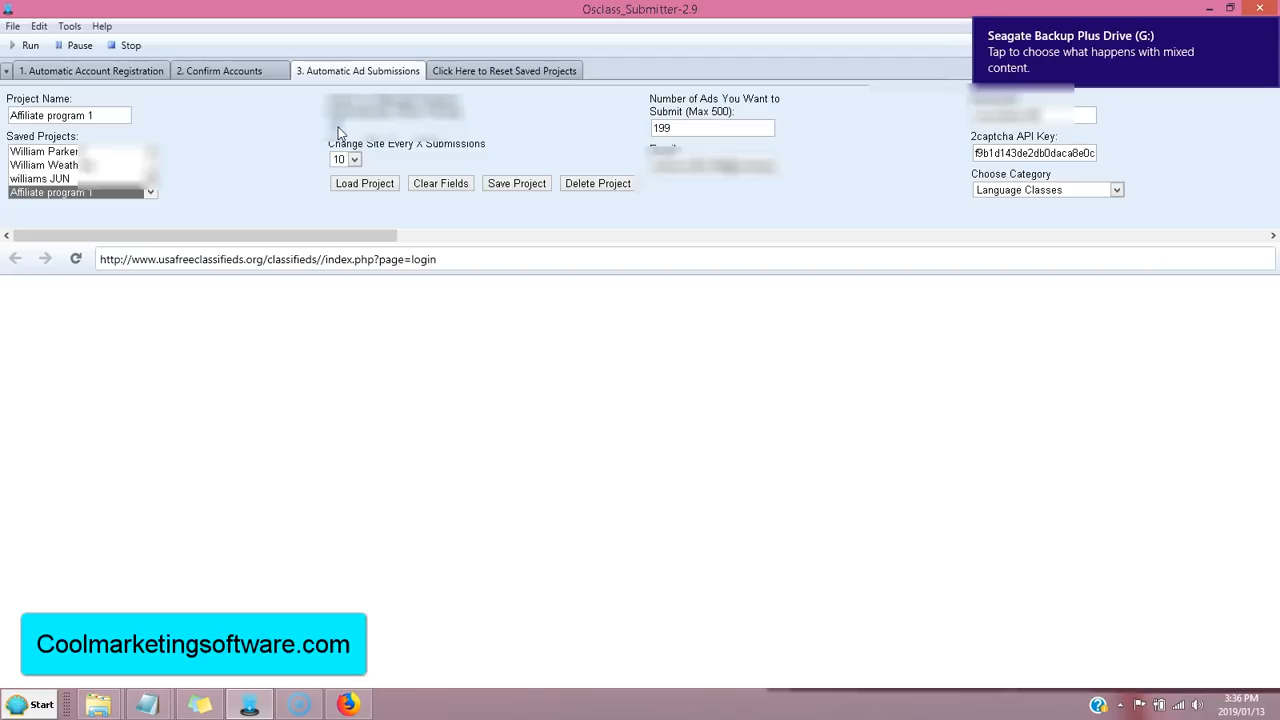 Osclass_Submitter-2.9
File Edit Tools Help
Run Pause Stop
Seagate Backup Plus Drive (G:)
Tap to choose what happens with mixed
content.
1. Automatic Account Registration 2. Confirm Accounts 3. Automatic Ad Submissions Click Here to Reset Saved Projects
Project Name:
Affiliate program 1
Saved Projects:
William Parker
William Weath
williams JUN
Affiliate program 1
Change Site Every X Submissions
10
Load Project Clear Fields Save Project Delete Project
Number of Ads You Want to
Submit (Max 500):
199
2captcha API Key:
f9b1d143de2db0daca8e0c
Choose Category
Language Classes
http://www.usafreeclassifieds.org/classifieds//index.php?page=login
Coolmarketingsoftware.com
Start
3:36 PM
2019/01/13